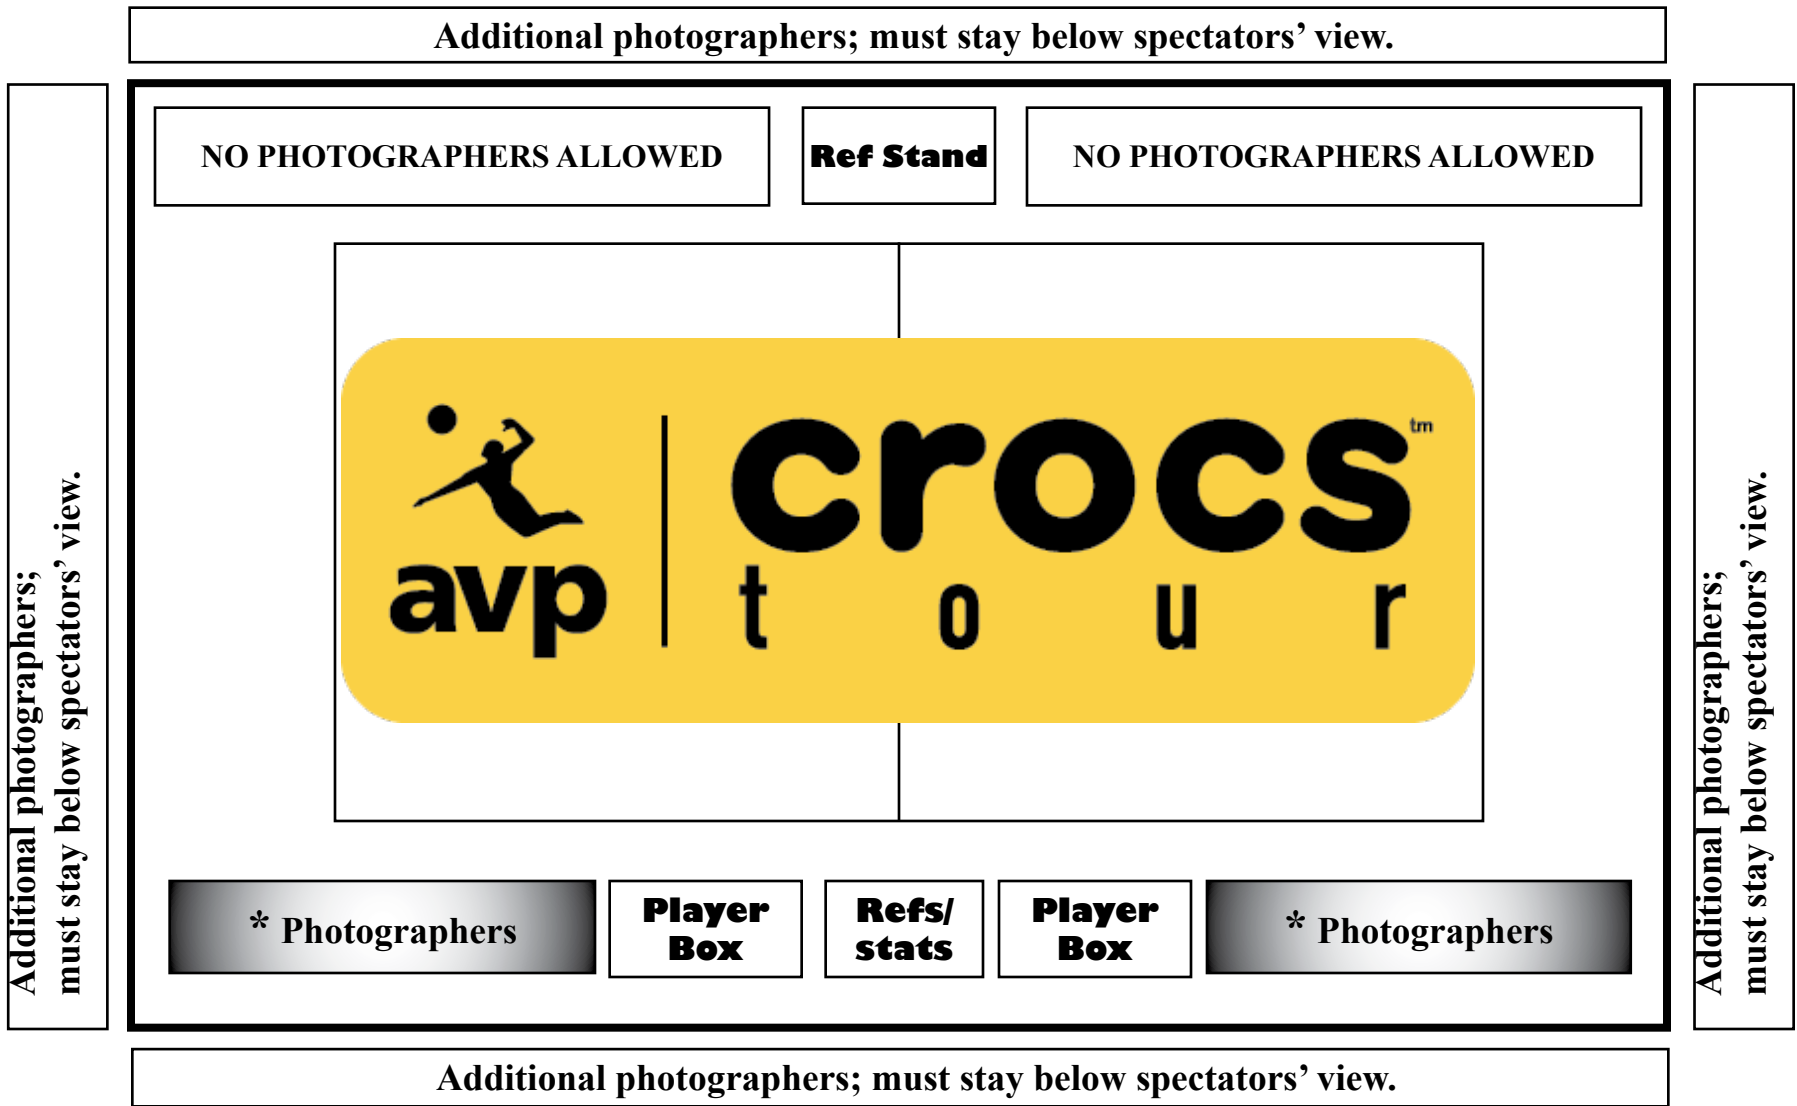 Additional photographers; must stay below spectators’ view.
Additional photographers;
must stay below spectators’ view.
NO PHOTOGRAPHERS ALLOWED
Ref Stand
NO PHOTOGRAPHERS ALLOWED
avp
crocs™
tour
* Photographers
Player
Box
Refs/
stats
Player
Box
* Photographers
Additional photographers;
must stay below spectators’ view.
Additional photographers; must stay below spectators’ view.